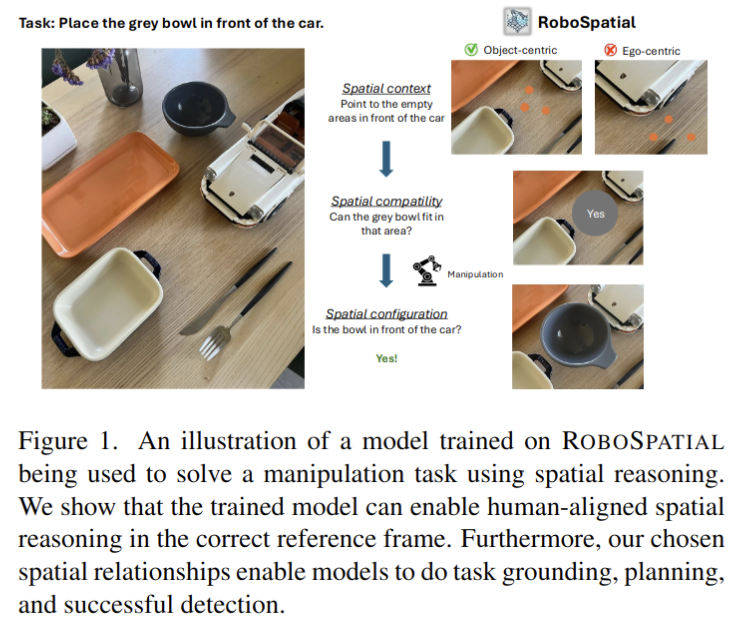 Task: Place the grey bowl in front of the car.
RoboSpatial
Object-centric
Ego-centric
Spatial context
Point to the empty
areas in front of the car
Spatial compatibility
Can the grey bowl fit in
that area?
Yes
Manipulation
Spatial configuration
Is the bowl in front of the car?
Yes!
Figure 1. An illustration of a model trained on ROBOSPATIAL
being used to solve a manipulation task using spatial reasoning.
We show that the trained model can enable human-aligned spatial
reasoning in the correct reference frame. Furthermore, our chosen
spatial relationships enable models to do task grounding, planning,
and successful detection.